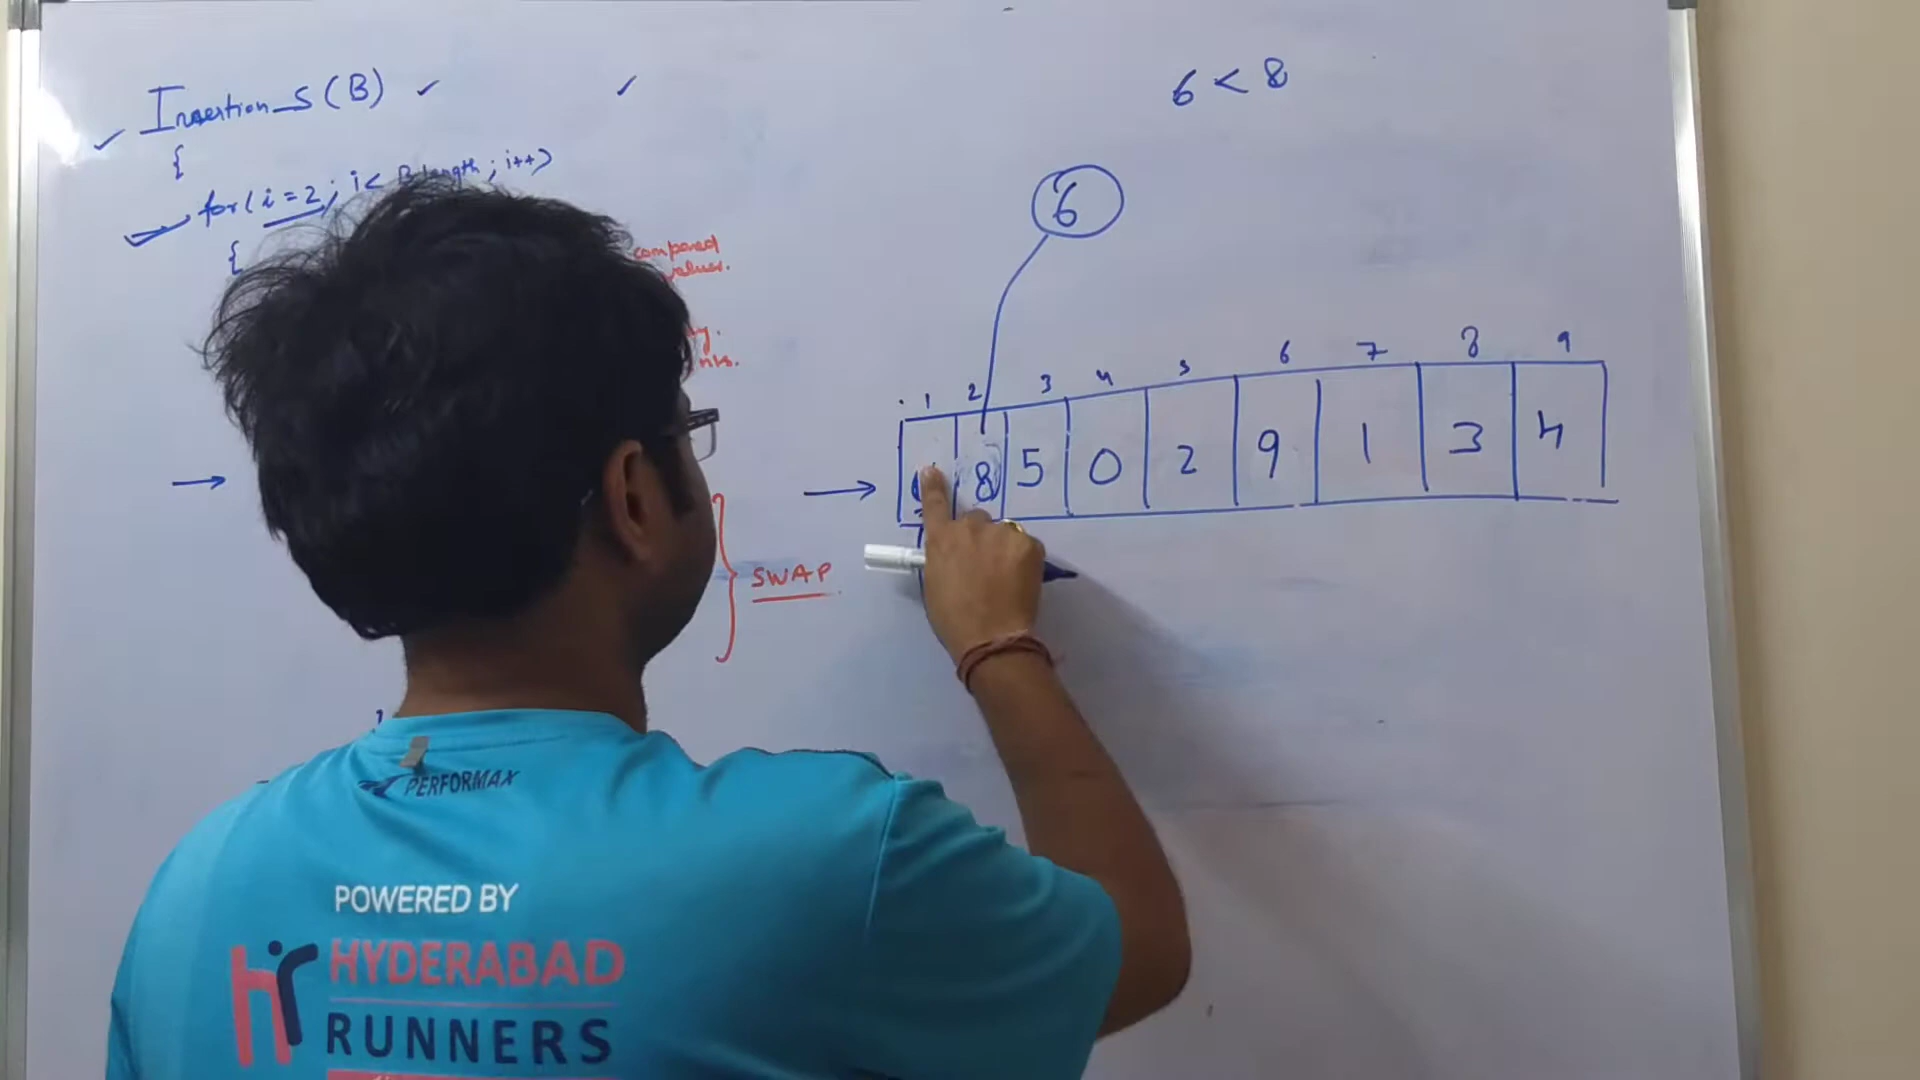 Insertion_S (B)
{
for ( i = 2 ; i < B length ; i++ )
{
compared
values.
SWAP
6 < 8
6
1 2 3 4 5 6 7 8 9
8 5 0 2 9 1 3 4
PERFORMAX
POWERED BY
HYDERABAD
RUNNERS